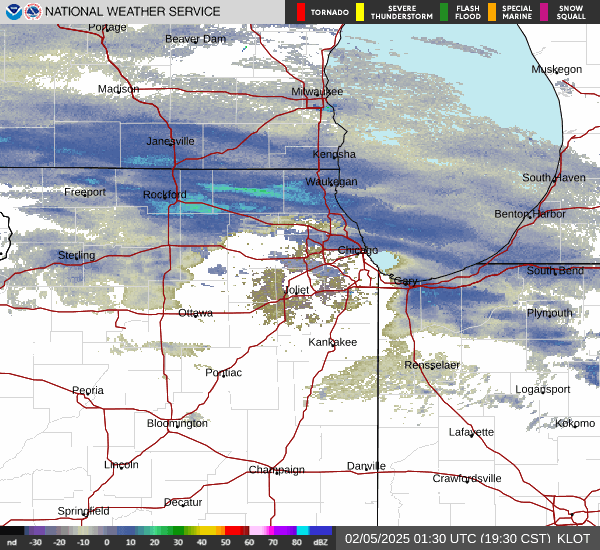 NATIONAL WEATHER SERVICE
TORNADO
SEVERE THUNDERSTORM
FLASH FLOOD
SPECIAL MARINE
SNOW SQUALL
Portage
Beaver Dam
Muskegon
Madison
Milwaukee
Janesville
Kenosha
Waukegan
South Haven
Freeport
Rockford
Benton Harbor
Sterling
Chicago
South Bend
Gary
Joliet
Ottawa
Plymouth
Kankakee
Rensselaer
Pontiac
Peoria
Logansport
Bloomington
Kokomo
Lafayette
Lincoln
Champaign
Danville
Crawfordsville
Decatur
Springfield
nd -30 -20 -10 0 10 20 30 40 50 60 70 80 dBZ
02/05/2025 01:30 UTC (19:30 CST) KLOT